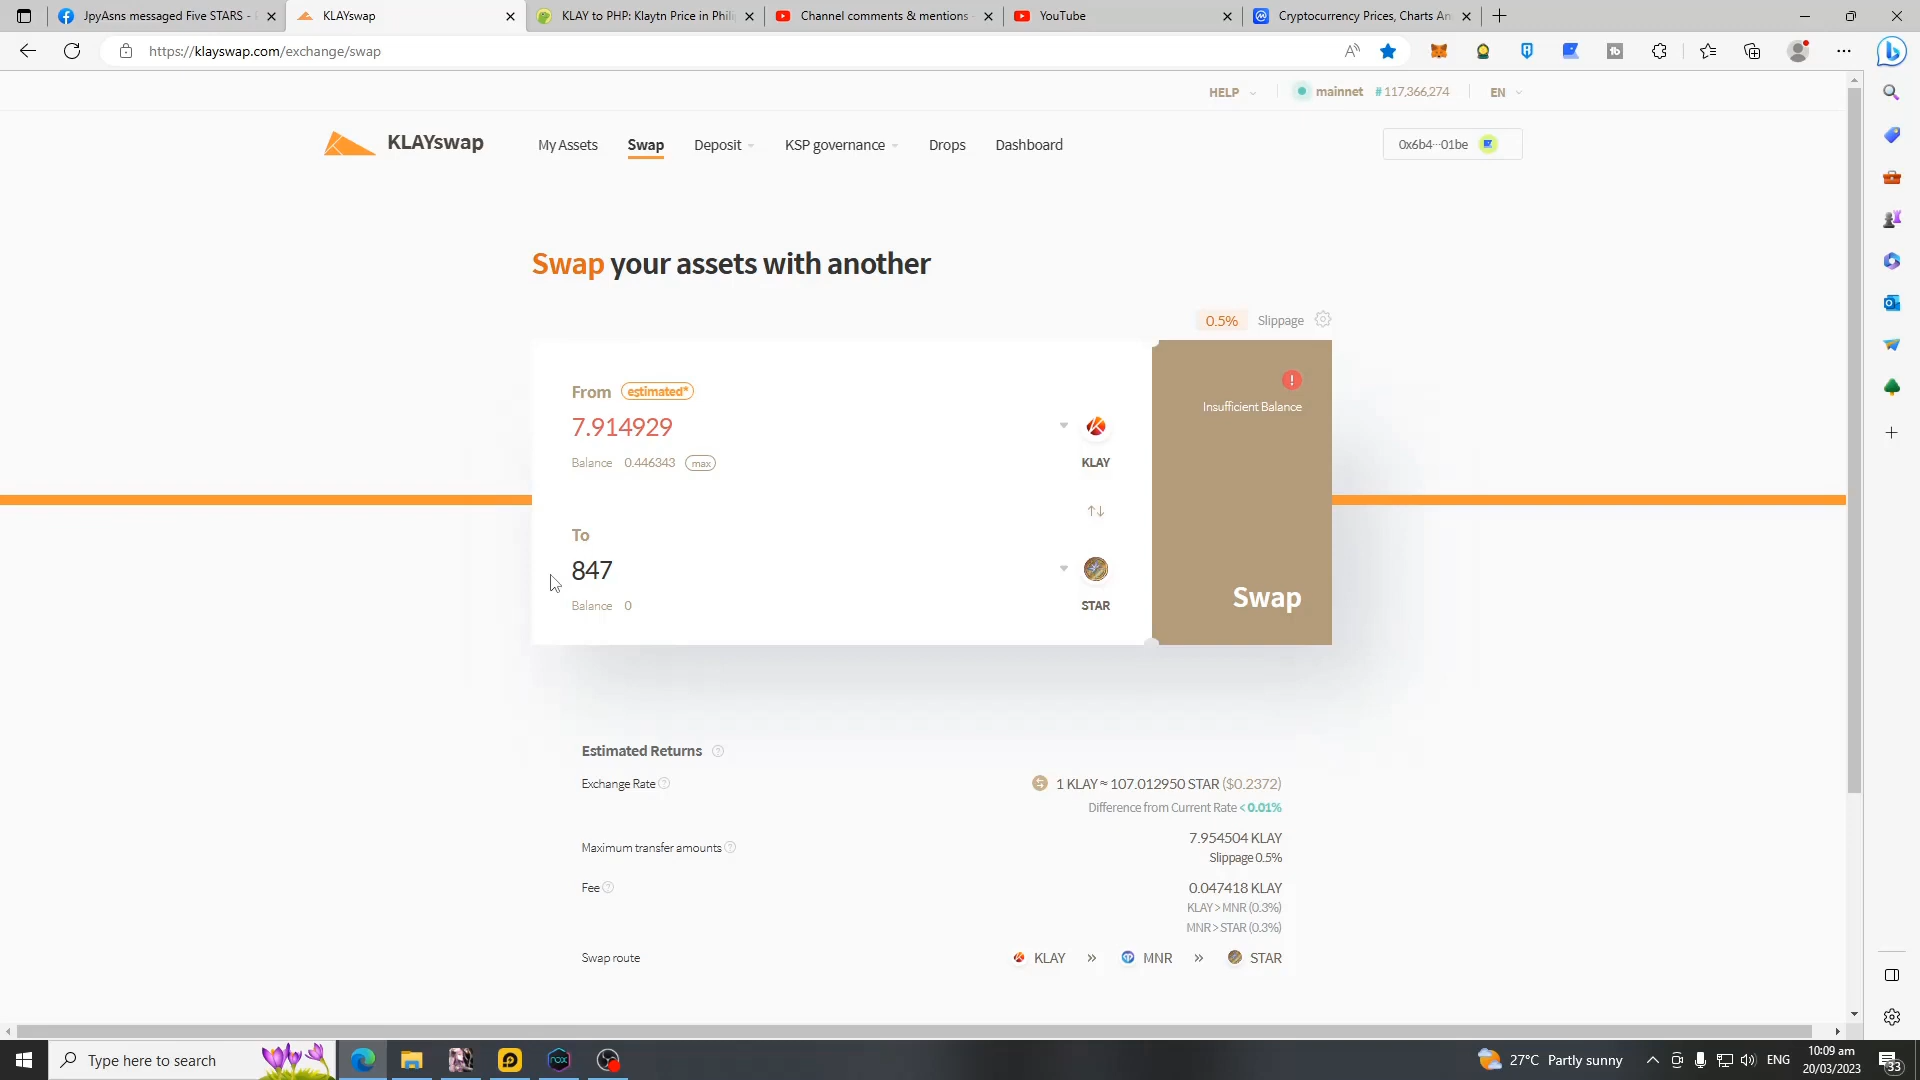 JpyAsns messaged Five STARS -
KLAYswap
KLAY to PHP: Klaytn Price in Phili
Channel comments & mentions -
YouTube
Cryptocurrency Prices, Charts An
https://klayswap.com/exchange/swap
HELP
mainnet # 117,366,274
EN
KLAYswap
My Assets
Swap
Deposit
KSP governance
Drops
Dashboard
0x6b4···01be
Swap your assets with another
0.5% Slippage
From estimated*
7.914929
Balance 0.446343 max
KLAY
To
847
Balance 0
STAR
Insufficient Balance
Swap
Estimated Returns
Exchange Rate
1 KLAY ≈ 107.012950 STAR ($0.2372)
Difference from Current Rate < 0.01%
Maximum transfer amounts
7.954504 KLAY
Slippage 0.5%
Fee
0.047418 KLAY
KLAY > MNR (0.3%)
MNR > STAR (0.3%)
Swap route
KLAY » MNR » STAR
Type here to search
27°C Partly sunny
ENG
10:09 am
20/03/2023
33